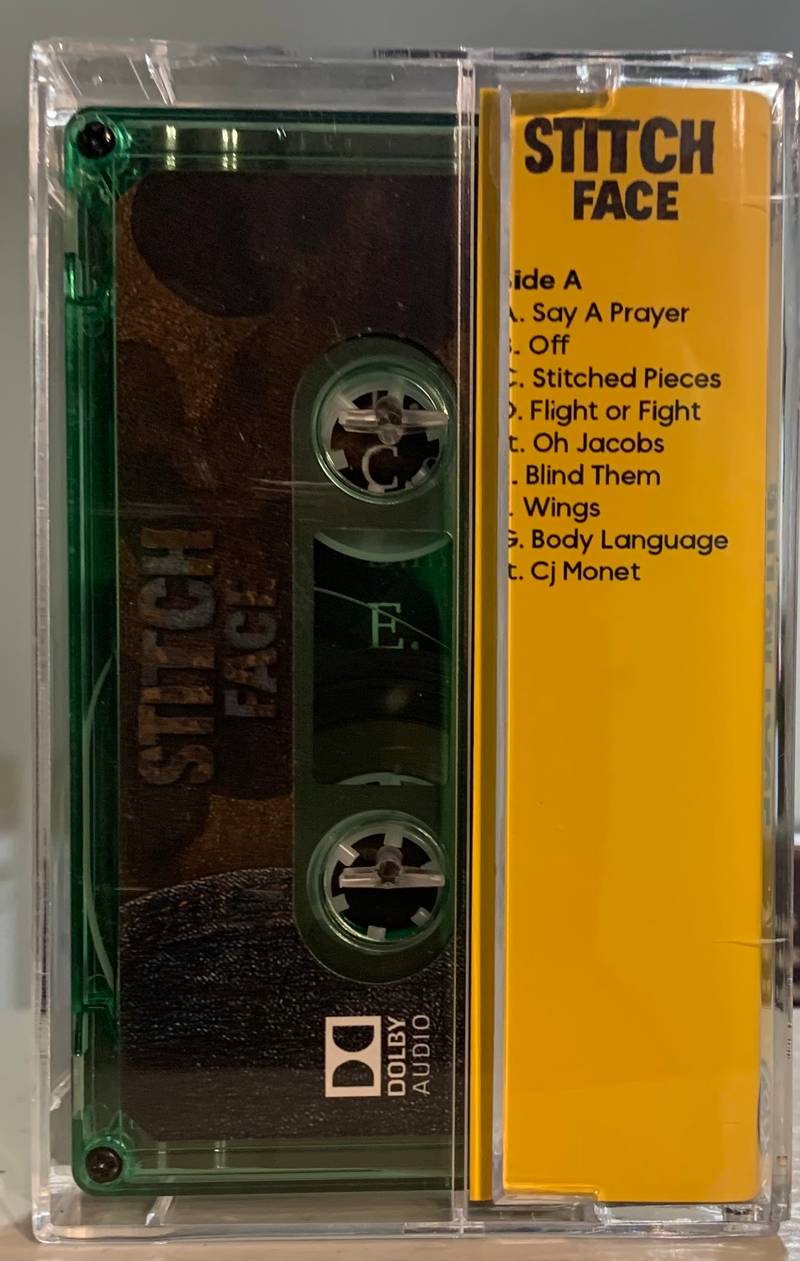 STITCH
FACE
ide A
. Say A Prayer
. Off
C. Stitched Pieces
D. Flight or Fight
t. Oh Jacobs
. Blind Them
. Wings
G. Body Language
t. Cj Monet
STITCH
FACE
C
E.
DOLBY
AUDIO